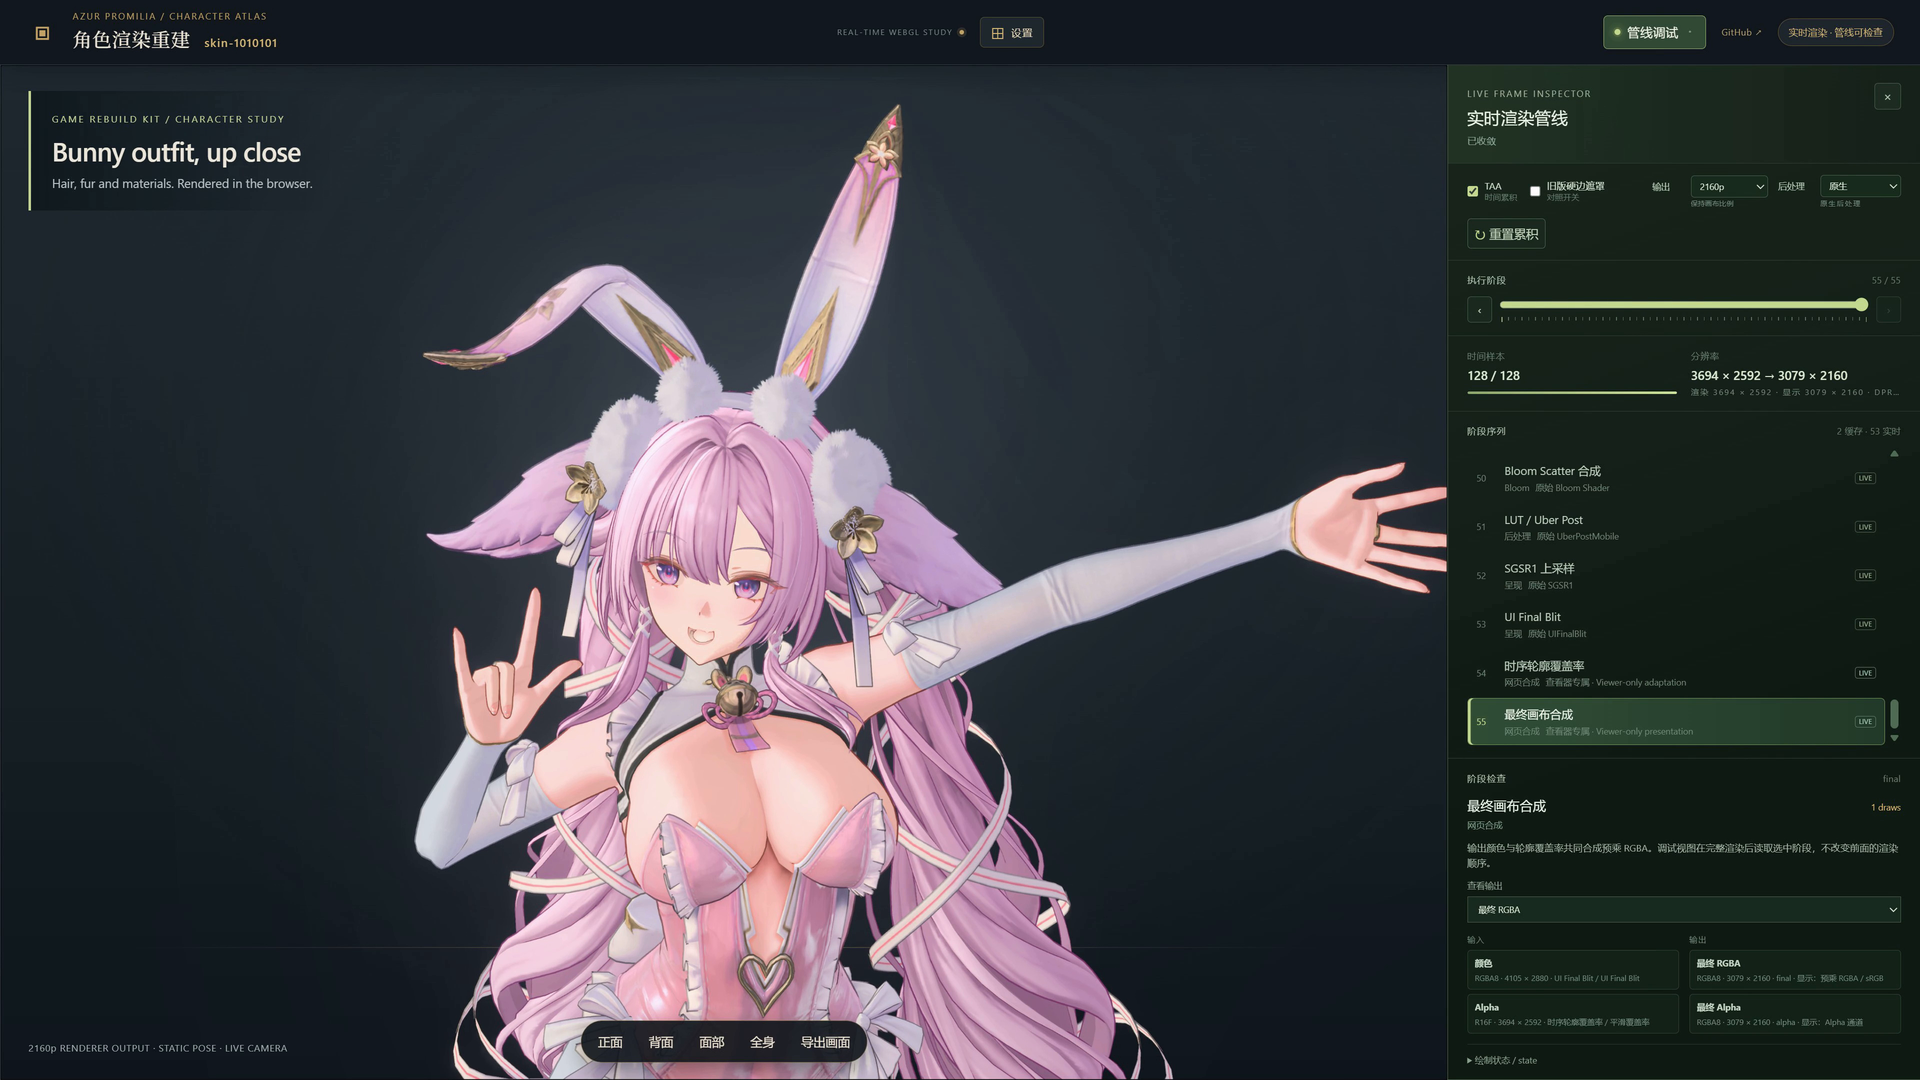 AZUR PROMILIA / CHARACTER ATLAS
角色渲染重建 skin-1010101
REAL-TIME WEBGL STUDY
设置
管线调试
GitHub ↗
实时渲染 · 管线可检查
GAME REBUILD KIT / CHARACTER STUDY
Bunny outfit, up close
Hair, fur and materials. Rendered in the browser.
LIVE FRAME INSPECTOR
实时渲染管线
已收敛
×
TAA
时间累积
旧版硬边遮罩
对照开关
输出
2160p
保持画布比例
后处理
原生
原生后处理
↻ 重置累积
执行阶段
55 / 55
‹
›
时间样本
128 / 128
分辨率
3694 × 2592 → 3079 × 2160
渲染 3694 × 2592 · 显示 3079 × 2160 · DPR...
阶段序列
2 缓存 · 53 实时
50
Bloom Scatter 合成
Bloom 原始 Bloom Shader
LIVE
51
LUT / Uber Post
后处理 原始 UberPostMobile
LIVE
52
SGSR1 上采样
呈现 原始 SGSR1
LIVE
53
UI Final Blit
呈现 原始 UIFinalBlit
LIVE
54
时序轮廓覆盖率
网页合成 查看器专属 · Viewer-only adaptation
LIVE
55
最终画布合成
网页合成 查看器专属 · Viewer-only presentation
LIVE
阶段检查
final
最终画布合成
1 draws
网页合成
输出颜色与轮廓覆盖率共同合成预乘 RGBA。调试视图在完整渲染后读取选中阶段，不改变前面的渲染
顺序。
查看输出
最终 RGBA
输入
颜色
RGBA8 · 4105 × 2880 · UI Final Blit / UI Final Blit
Alpha
R16F · 3694 × 2592 · 时序轮廓覆盖率 / 平滑覆盖率
输出
最终 RGBA
RGBA8 · 3079 × 2160 · final · 显示：预乘 RGBA / sRGB
最终 Alpha
RGBA8 · 3079 × 2160 · alpha · 显示：Alpha 通道
▶ 绘制状态 / state
正面
背面
面部
全身
导出画面
2160p RENDERER OUTPUT · STATIC POSE · LIVE CAMERA